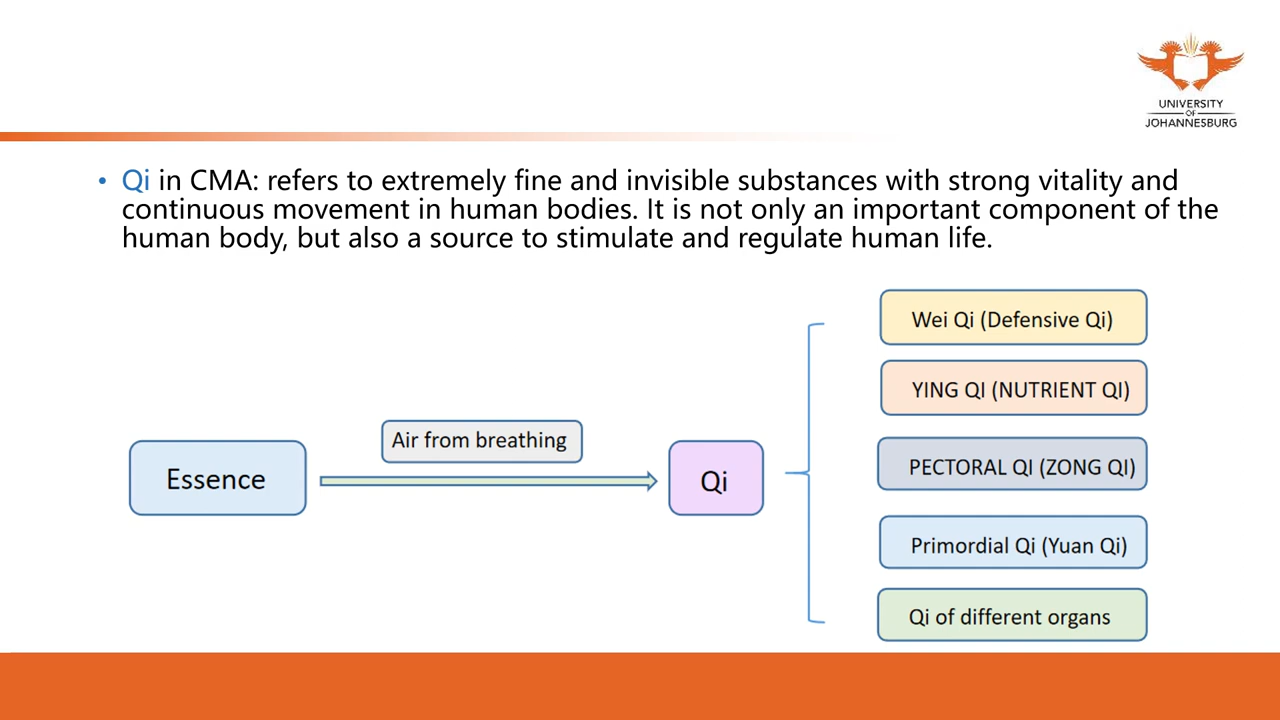 UNIVERSITY
OF
JOHANNESBURG
• Qi in CMA: refers to extremely fine and invisible substances with strong vitality and
continuous movement in human bodies. It is not only an important component of the
human body, but also a source to stimulate and regulate human life.
Wei Qi (Defensive Qi)
YING QI (NUTRIENT QI)
Air from breathing
Essence
Qi
PECTORAL QI (ZONG QI)
Primordial Qi (Yuan Qi)
Qi of different organs